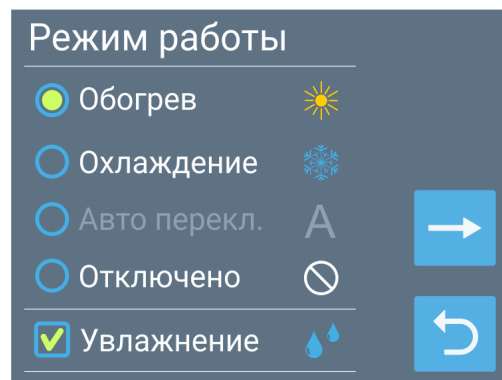 Режим работы
Обогрев
Охлаждение
Авто перекл. A
Отключено
Увлажнение